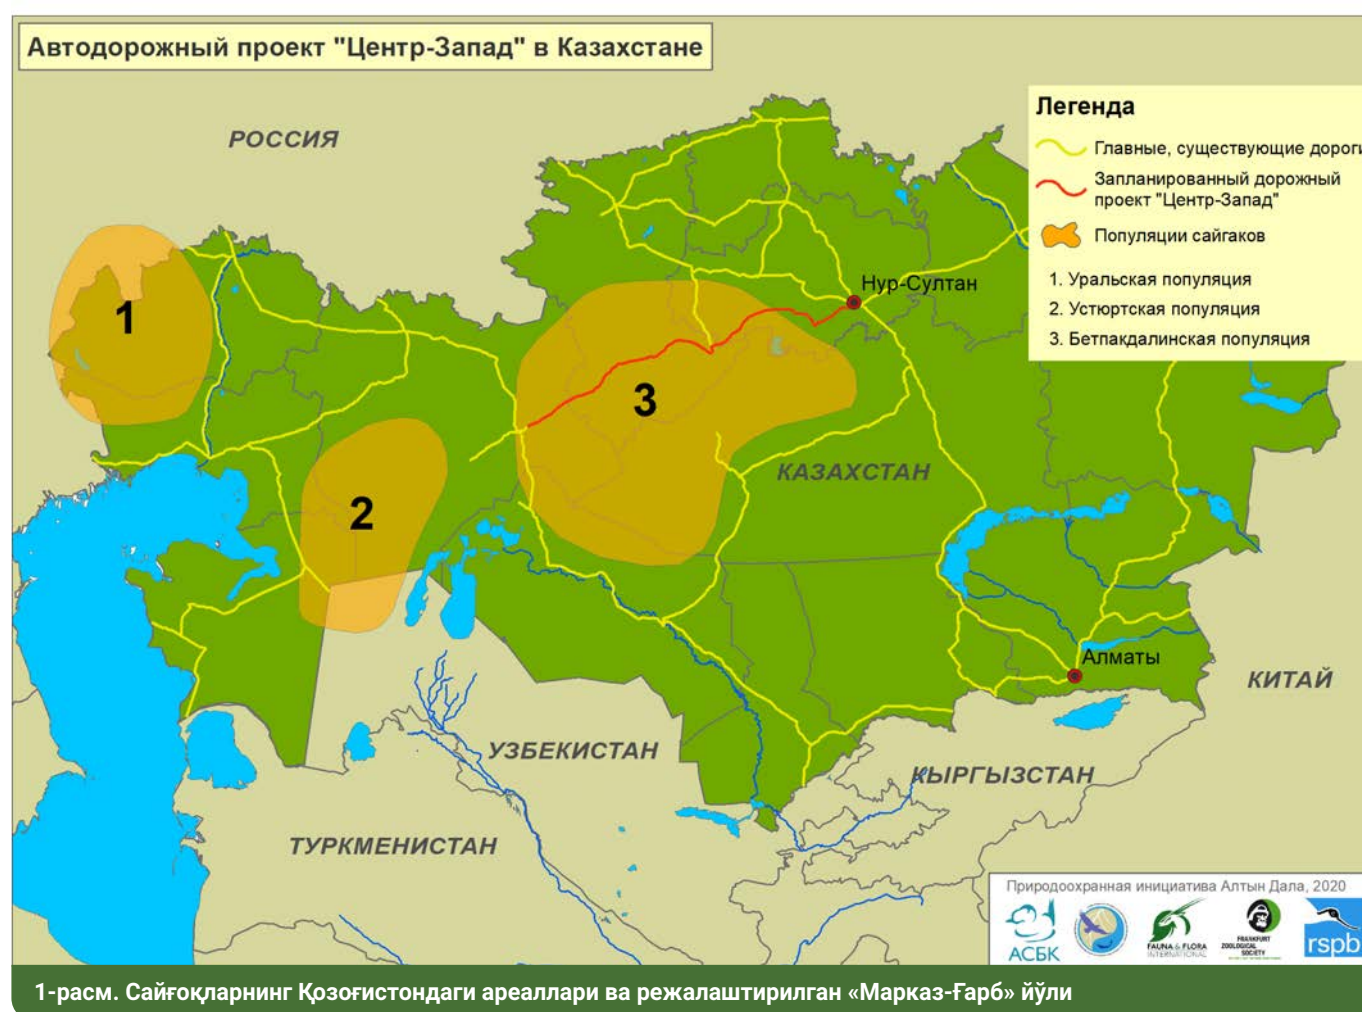 Автодорожный проект "Центр-Запад" в Казахстане
РОССИЯ
Легенда
Главные, существующие дороги
Запланированный дорожный
проект "Центр-Запад"
Популяции сайгаков
1. Уральская популяция
2. Устюртская популяция
3. Бетпакдалинская популяция
Нур-Султан
1
3
2
КАЗАХСТАН
Алматы
КИТАЙ
УЗБЕКИСТАН
КЫРГЫЗСТАН
ТУРКМЕНИСТАН
Природоохранная инициатива Алтын Дала, 2020
АСБК
FAUNA & FLORA
INTERNATIONAL
FRANKFURT
ZOOLOGICAL
SOCIETY
rspb
1-расм. Сайғоқларнинг Қозоғистондаги ареаллари ва режалаштирилган «Марказ-Ғарб» йўли